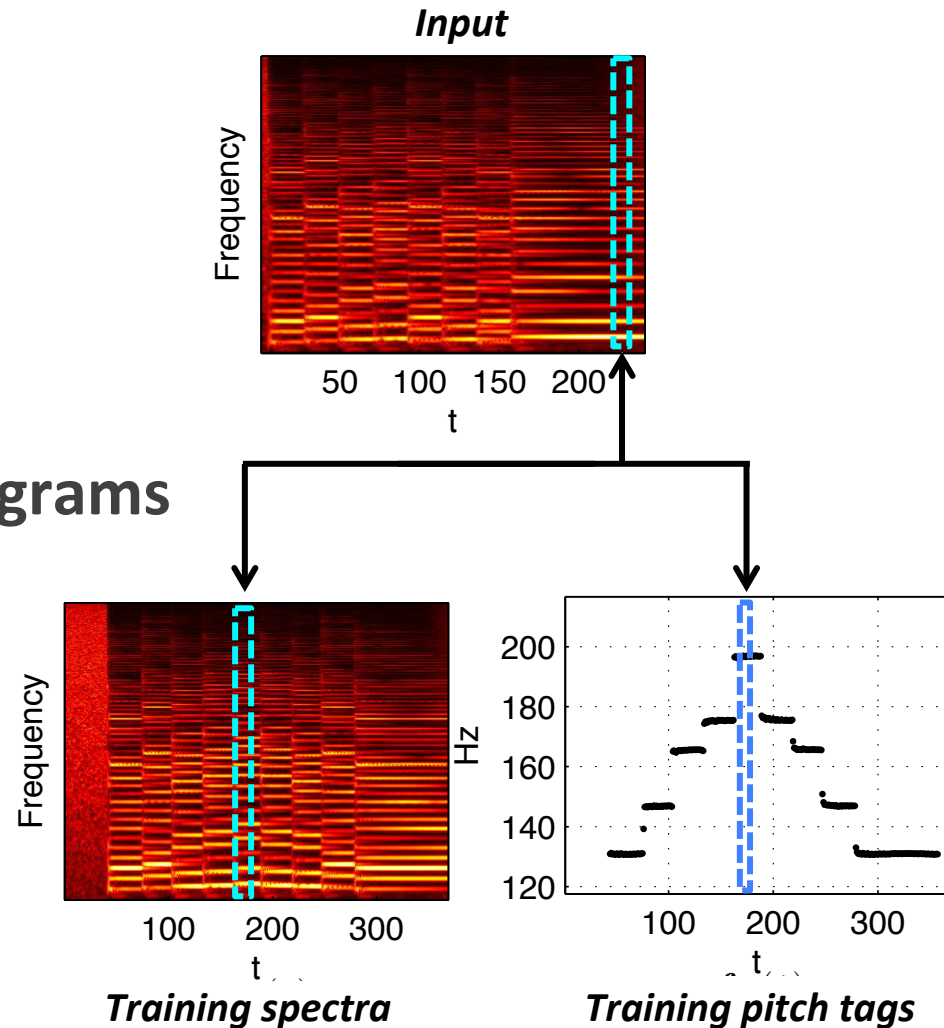 Input
Frequency
50 100 150 200
t
grams
Frequency
100 200 300
t
Training spectra
Hz
200
180
160
140
120
100 200 300
t
Training pitch tags